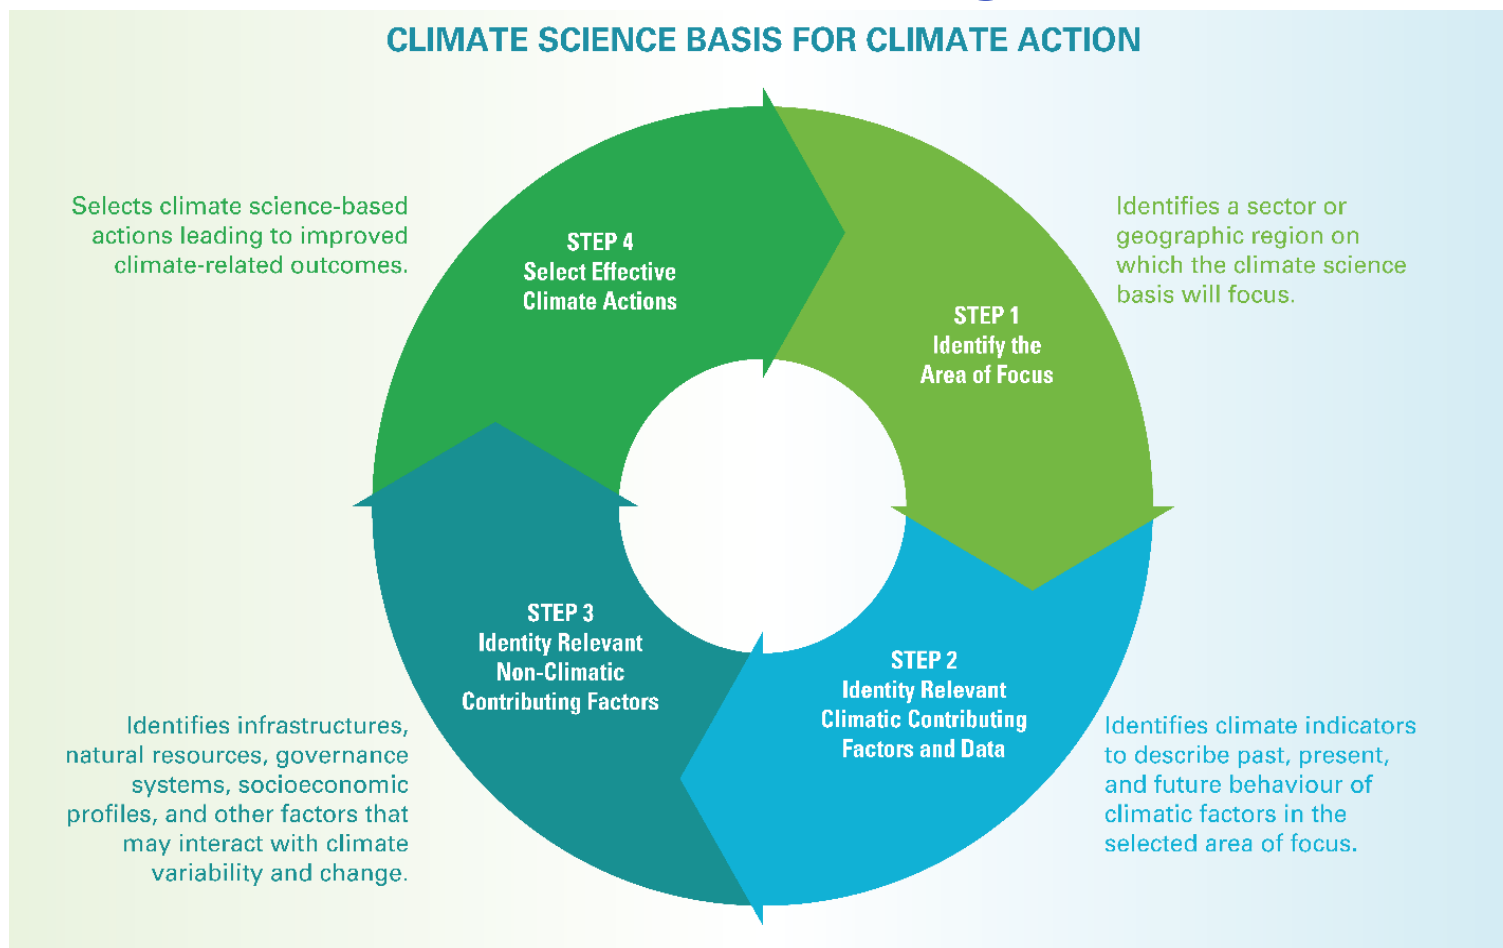 CLIMATE SCIENCE BASIS FOR CLIMATE ACTION
STEP 1
Identify the
Area of Focus
Identifies a sector or
geographic region on
which the climate science
basis will focus.
STEP 2
Identity Relevant
Climatic Contributing
Factors and Data
Identifies climate indicators
to describe past, present,
and future behaviour of
climatic factors in the
selected area of focus.
STEP 3
Identity Relevant
Non-Climatic
Contributing Factors
Identifies infrastructures,
natural resources, governance
systems, socioeconomic
profiles, and other factors that
may interact with climate
variability and change.
STEP 4
Select Effective
Climate Actions
Selects climate science-based
actions leading to improved
climate-related outcomes.